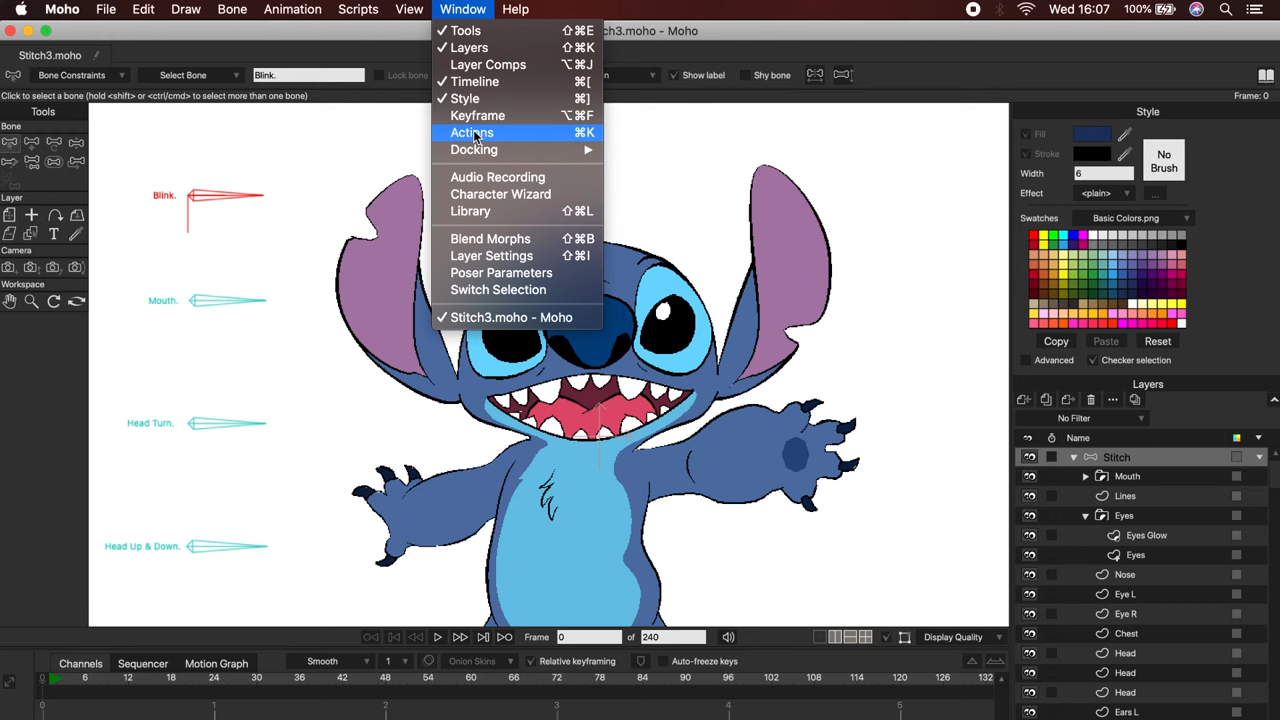 Moho File Edit Draw Bone Animation Scripts View Window Help Wed 16:07 100%
Stitch3.moho - Moho
Stitch3.moho
Bone Constraints Select Bone Blink. Lock bone Show label Shy bone
Click to select a bone (hold <shift> or <ctrl/cmd> to select more than one bone) Frame: 0
Tools ⇧⌘E
Layers ⇧⌘K
Layer Comps ⌥⌘J
Timeline ⌘[
Style ⌘]
Keyframe ⌥⌘F
Actions ⌘K
Docking
Audio Recording
Character Wizard
Library ⇧⌘L
Blend Morphs ⇧⌘B
Layer Settings ⇧⌘I
Poser Parameters
Switch Selection
Stitch3.moho - Moho
Tools
Bone
Layer
T
Camera
Workspace
Blink.
Mouth.
Head Turn.
Head Up & Down.
Style
Fill
Stroke
No
Brush
Width 6
Effect <plain> ...
Swatches Basic Colors.png
Copy Paste Reset
Advanced Checker selection
Layers
No Filter
Name
Stitch
Mouth
Lines
Eyes
Eyes Glow
Eyes
Nose
Eye L
Eye R
Chest
Head
Head
Head
Ears L
Frame 0 of 240 Display Quality
Channels Sequencer Motion Graph Smooth 1 Onion Skins Relative keyframing Auto-freeze keys
0 6 12 18 24 30 36 42 48 54 60 66 72 78 84 90 96 102 108 114 120 126 132
0 1 2 3 4 5